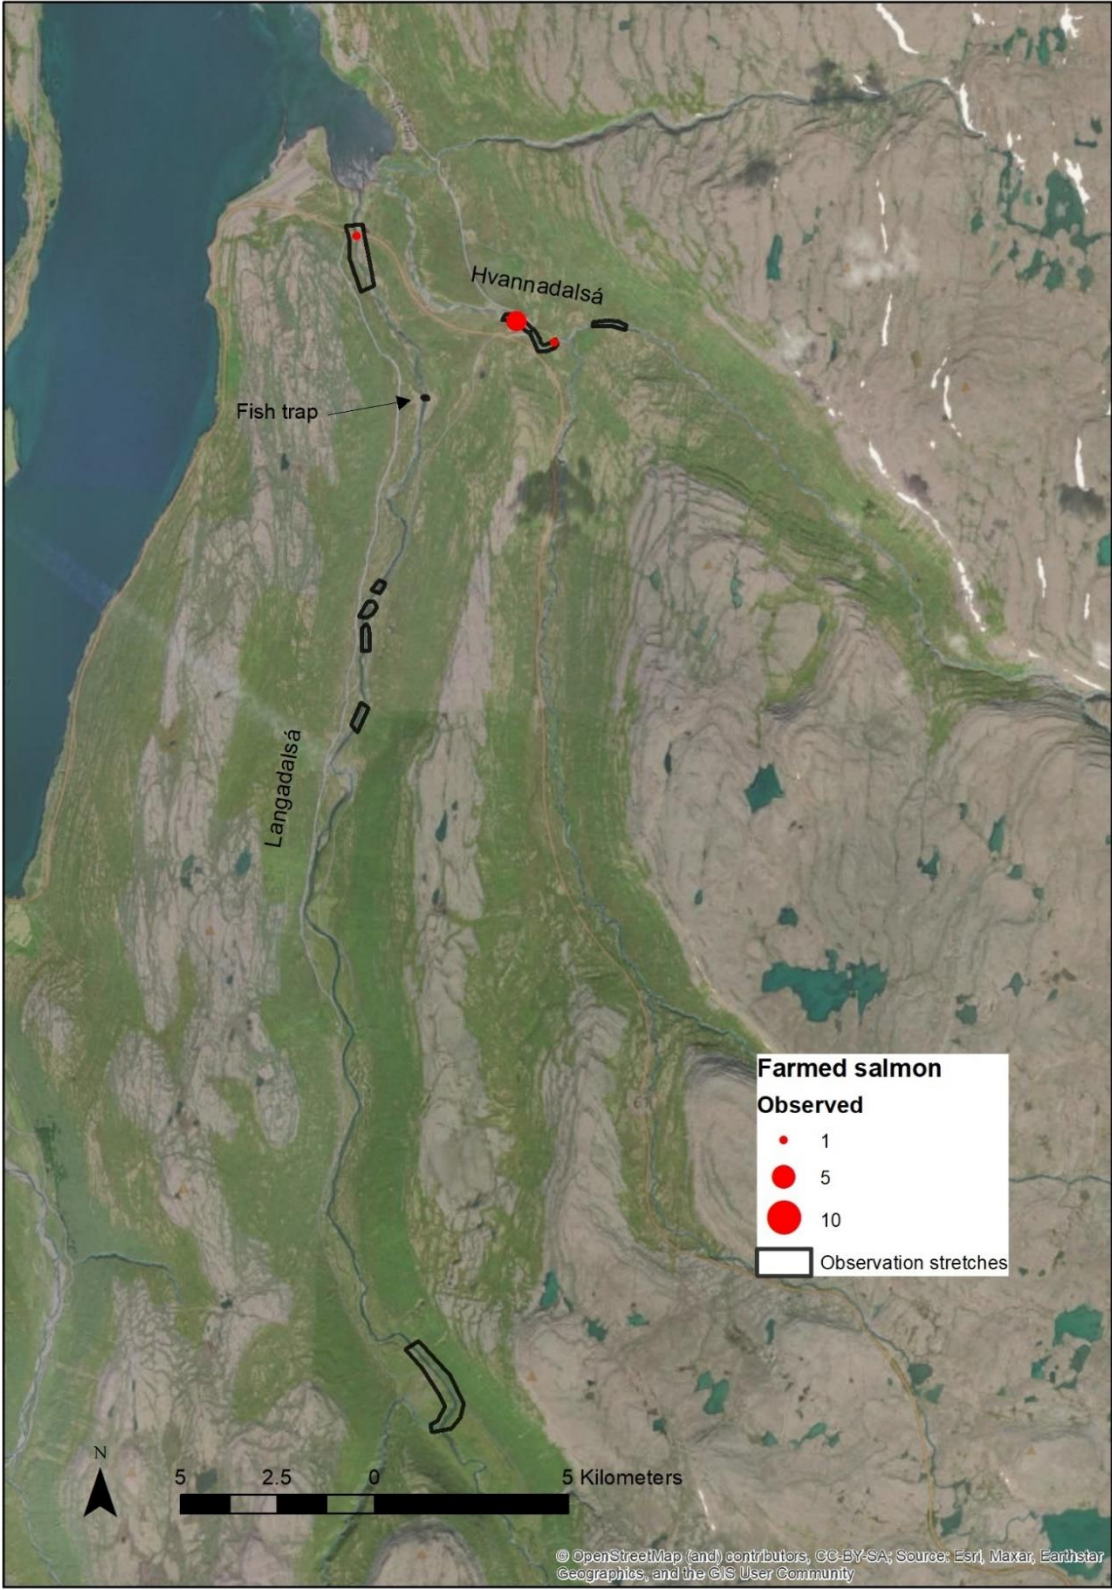 Hvannadalsá
Fish trap
Langadalsá
Farmed salmon
Observed
1
5
10
Observation stretches
N
5 2.5 0 5 Kilometers
© OpenStreetMap (and) contributors, CC-BY-SA; Source: Esri, Maxar, Earthstar
Geographics, and the GIS User Community